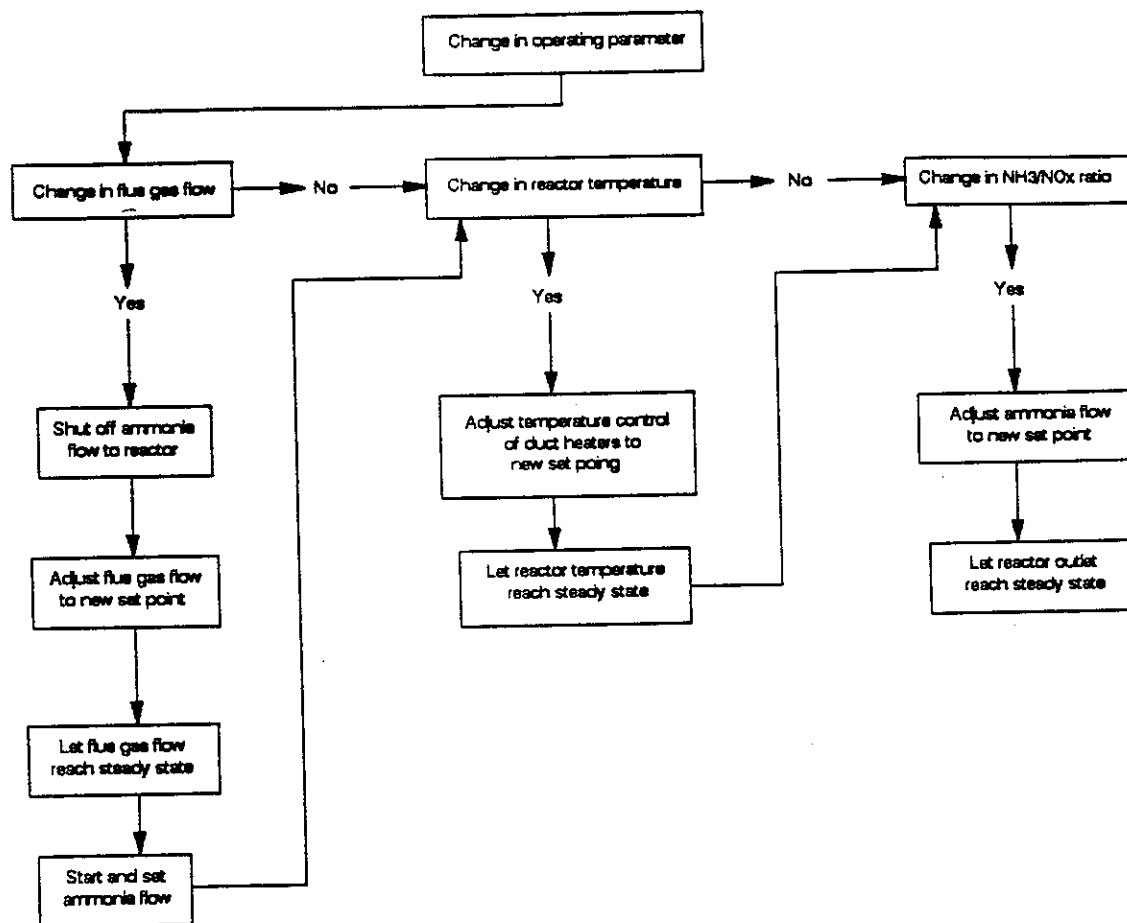 Change in operating parameter
Change in flue gas flow
No
Change in reactor temperature
No
Change in NH3/NOx ratio
Yes
Yes
Yes
Shut off ammonia
flow to reactor
Adjust temperature control
of duct heaters to
new set poing
Adjust ammonia flow
to new set point
Adjust flue gas flow
to new set point
Let reactor temperature
reach steady state
Let reactor outlet
reach steady state
Let flue gas flow
reach steady state
Start and set
ammonia flow